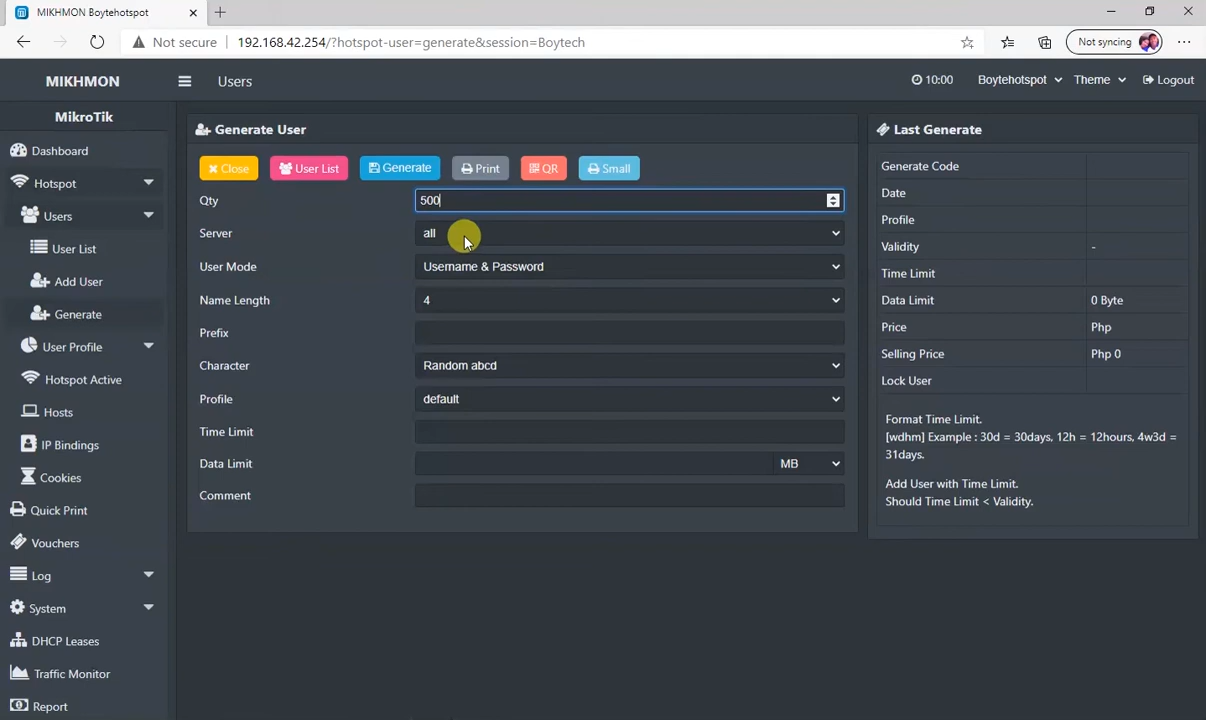 MIKHMON Boytehotspot
Not secure 192.168.42.254/?hotspot-user=generate&session=Boytech
Not syncing
MIKHMON
Users
10:00
Boytehotspot
Theme
Logout
MikroTik
Dashboard
Hotspot
Users
User List
Add User
Generate
User Profile
Hotspot Active
Hosts
IP Bindings
Cookies
Quick Print
Vouchers
Log
System
DHCP Leases
Traffic Monitor
Report
Generate User
Close
User List
Generate
Print
QR
Small
Qty 500
Server all
User Mode Username & Password
Name Length 4
Prefix
Character Random abcd
Profile default
Time Limit
Data Limit MB
Comment
Last Generate
Generate Code
Date
Profile
Validity -
Time Limit
Data Limit 0 Byte
Price Php
Selling Price Php 0
Lock User
Format Time Limit.
[wdhm] Example : 30d = 30days, 12h = 12hours, 4w3d =
31days.
Add User with Time Limit.
Should Time Limit < Validity.